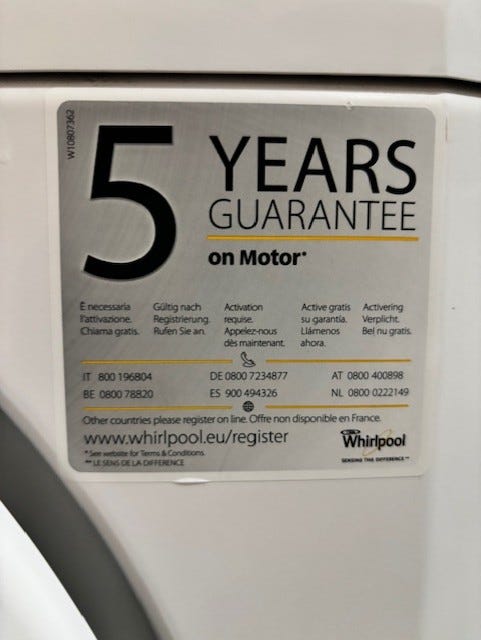 W10807362
5 YEARS
GUARANTEE
on Motor*
È necessaria
l'attivazione.
Chiama gratis.
Gültig nach
Registrierung.
Rufen Sie an.
Activation
requise.
Appelez-nous
dès maintenant.
Active gratis
su garantía.
Llámenos
ahora.
Activering
Verplicht.
Bel nu gratis.
IT 800 196804
DE 0800 7234877
AT 0800 400898
BE 0800 78820
ES 900 494326
NL 0800 0222149
Other countries please register on line. Offre non disponible en France.
www.whirlpool.eu/register
* See website for Terms & Conditions.
** LE SENS DE LA DIFFERENCE
Whirlpool
SENSING THE DIFFERENCE**